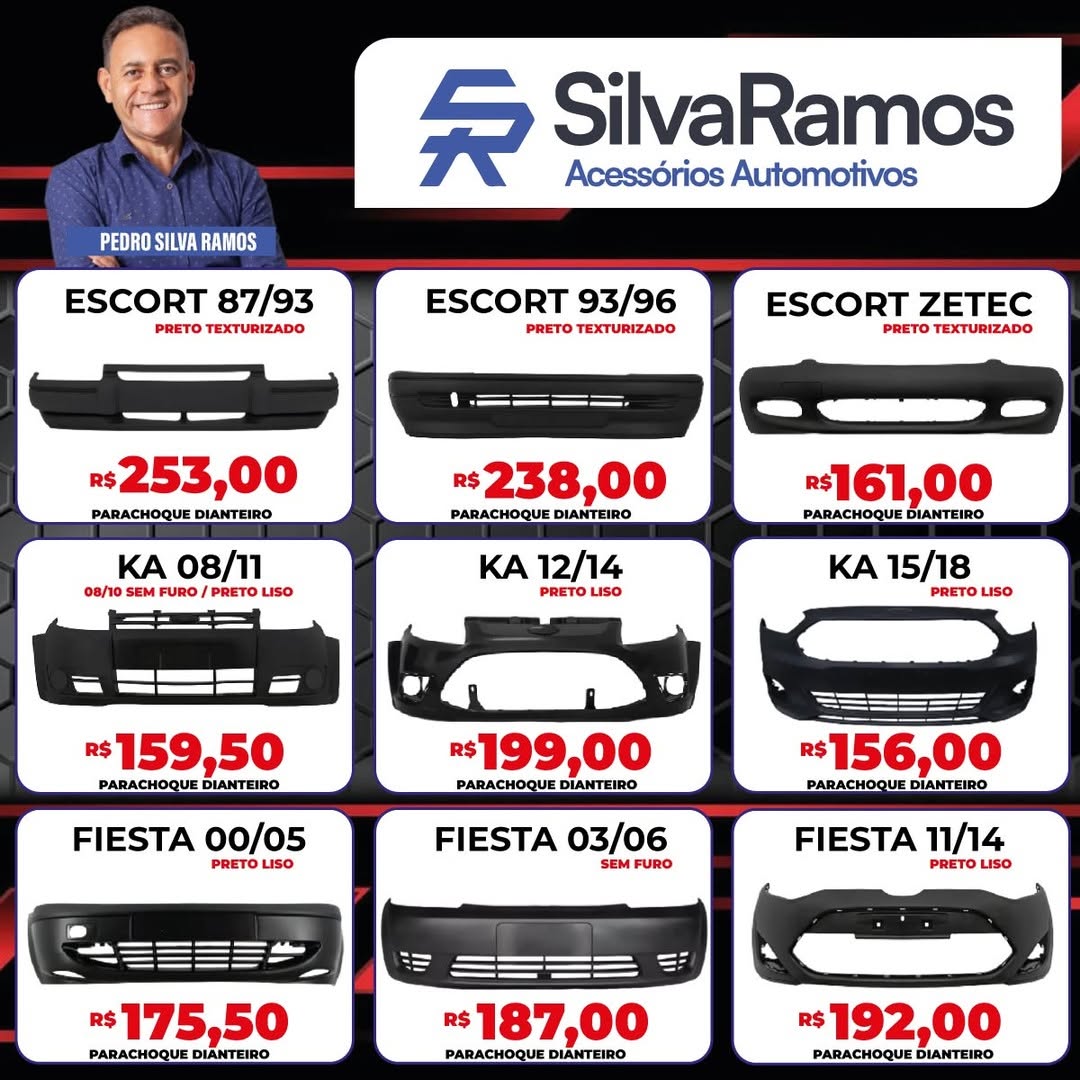 SR
SilvaRamos
Acessórios Automotivos
PEDRO SILVA RAMOS
ESCORT 87/93
PRETO TEXTURIZADO
R$253,00
PARACHOQUE DIANTEIRO
ESCORT 93/96
PRETO TEXTURIZADO
R$238,00
PARACHOQUE DIANTEIRO
ESCORT ZETEC
PRETO TEXTURIZADO
R$161,00
PARACHOQUE DIANTEIRO
KA 08/11
08/10 SEM FURO / PRETO LISO
R$159,50
PARACHOQUE DIANTEIRO
KA 12/14
PRETO LISO
R$199,00
PARACHOQUE DIANTEIRO
KA 15/18
PRETO LISO
R$156,00
PARACHOQUE DIANTEIRO
FIESTA 00/05
PRETO LISO
R$175,50
PARACHOQUE DIANTEIRO
FIESTA 03/06
SEM FURO
R$187,00
PARACHOQUE DIANTEIRO
FIESTA 11/14
PRETO LISO
R$192,00
PARACHOQUE DIANTEIRO